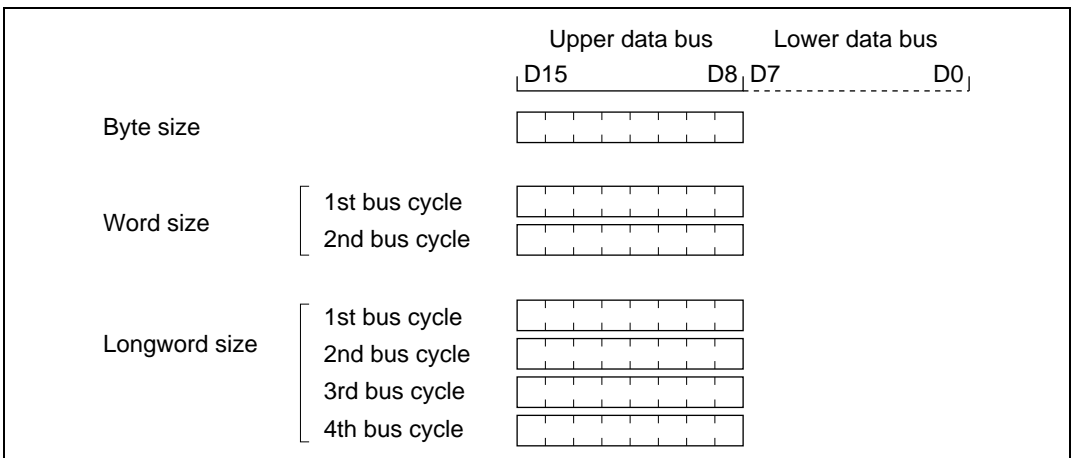 Upper data bus Lower data bus
D15 D8 D7 D0
Byte size
Word size
1st bus cycle
2nd bus cycle
Longword size
1st bus cycle
2nd bus cycle
3rd bus cycle
4th bus cycle